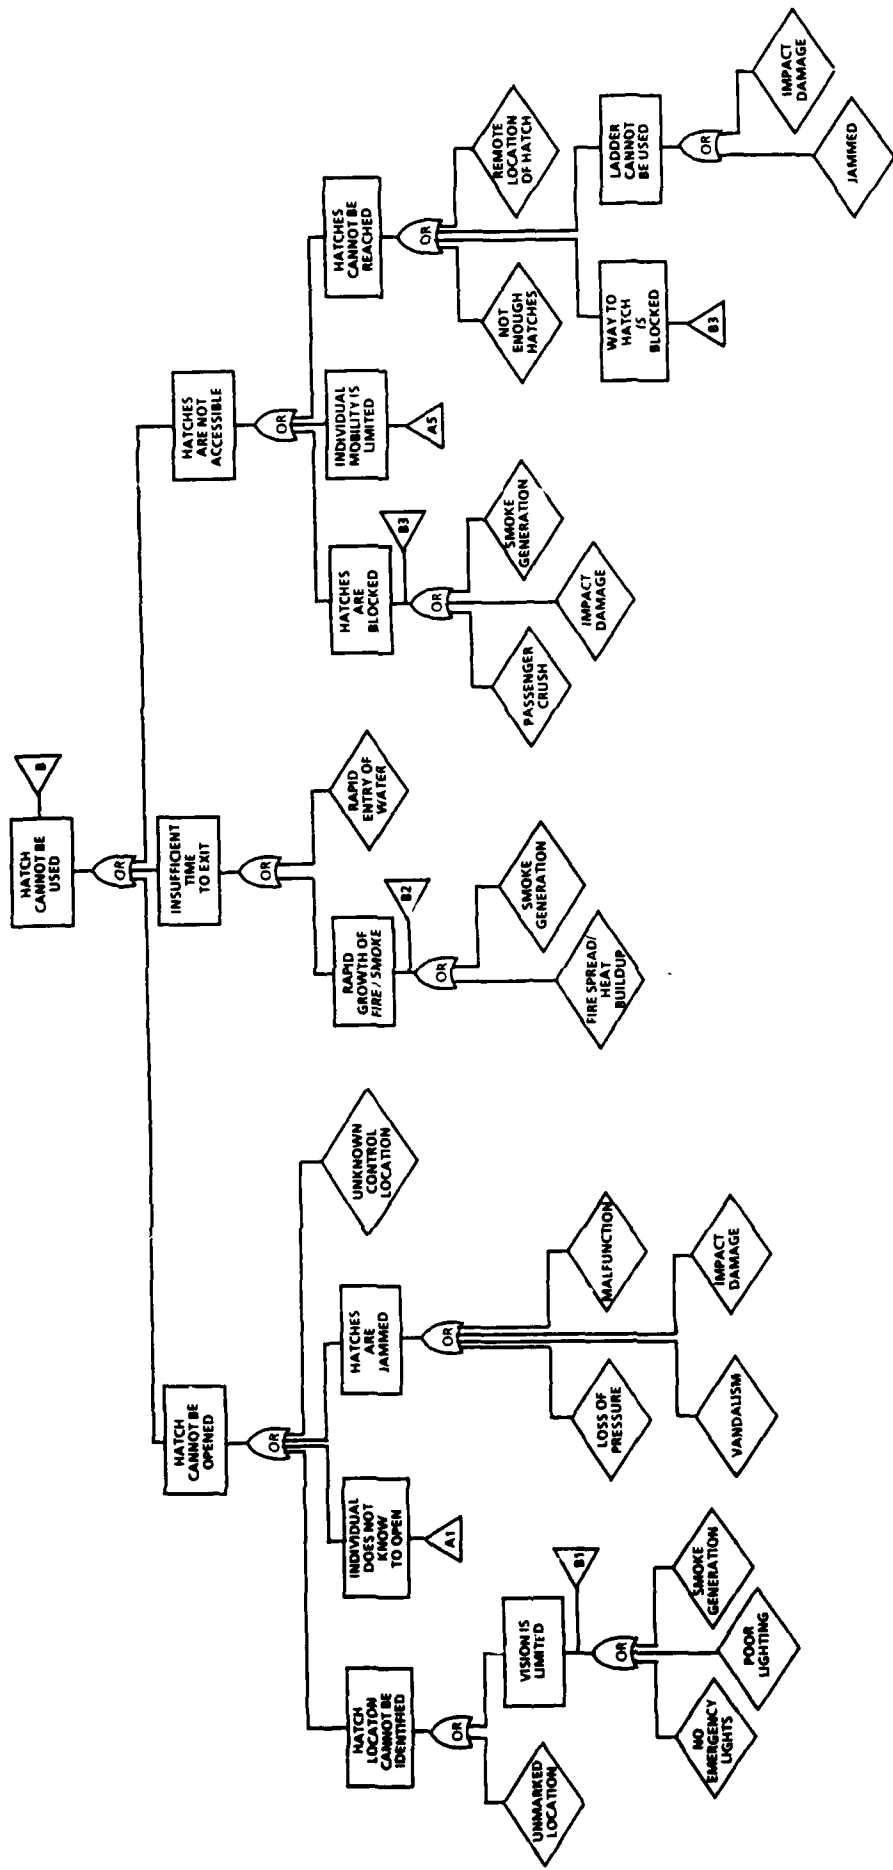 HATCH
CANNOT BE
USED
B
OR
HATCH
CANNOT BE
OPENED
INSUFFICIENT
TIME
TO EXIT
HATCHES
ARE NOT
ACCESSIBLE
OR
OR
OR
HATCH
LOCATON
CANNOT BE
IDENTIFIED
INDIVIDUAL
DOES NOT
KNOW
TO OPEN
HATCHES
ARE
JAMMED
UNKNOWN
CONTROL
LOCATION
RAPID
GROWTH OF
FIRE / SMOKE
RAPID
ENTRY OF
WATER
HATCHES
ARE
BLOCKED
INDIVIDUAL
MOBILITY IS
LIMITED
HATCHES
CANNOT BE
REACHED
OR
A1
OR
B2
OR
B3
OR
A5
OR
UNMARKED
LOCATION
VISION IS
LIMITED
B1
OR
NO
EMERGENCY
LIGHTS
POOR
LIGHTING
SMOKE
GENERATION
LOSS OF
PRESSURE
MALFUNCTION
VANDALISM
IMPACT
DAMAGE
FIRE SPREAD/
HEAT
BUILDUP
SMOKE
GENERATION
PASSENGER
CRUSH
IMPACT
DAMAGE
SMOKE
GENERATION
NOT
ENOUGH
HATCHES
REMOTE
LOCATION
OF HATCH
WAY TO
HATCH
IS
BLOCKED
B3
LADDER
CANNOT
BE USED
OR
JAMMED
IMPACT
DAMAGE